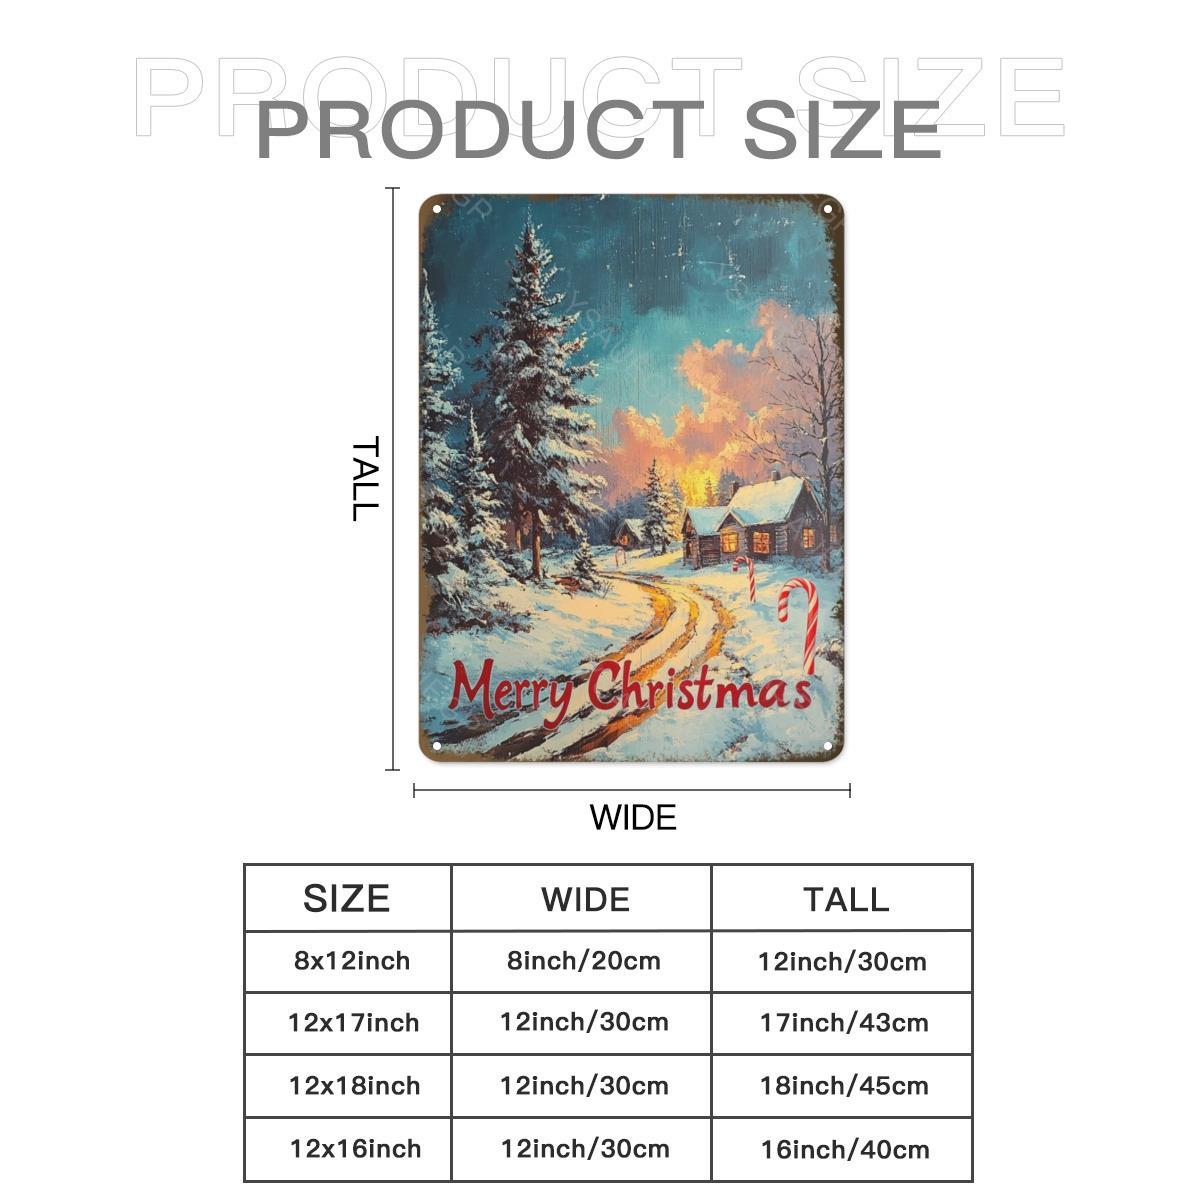 PRODUCT SIZE
PRODUCT SIZE
TALL
Merry Christmas
WIDE
SIZE WIDE TALL
8x12inch 8inch/20cm 12inch/30cm
12x17inch 12inch/30cm 17inch/43cm
12x18inch 12inch/30cm 18inch/45cm
12x16inch 12inch/30cm 16inch/40cm